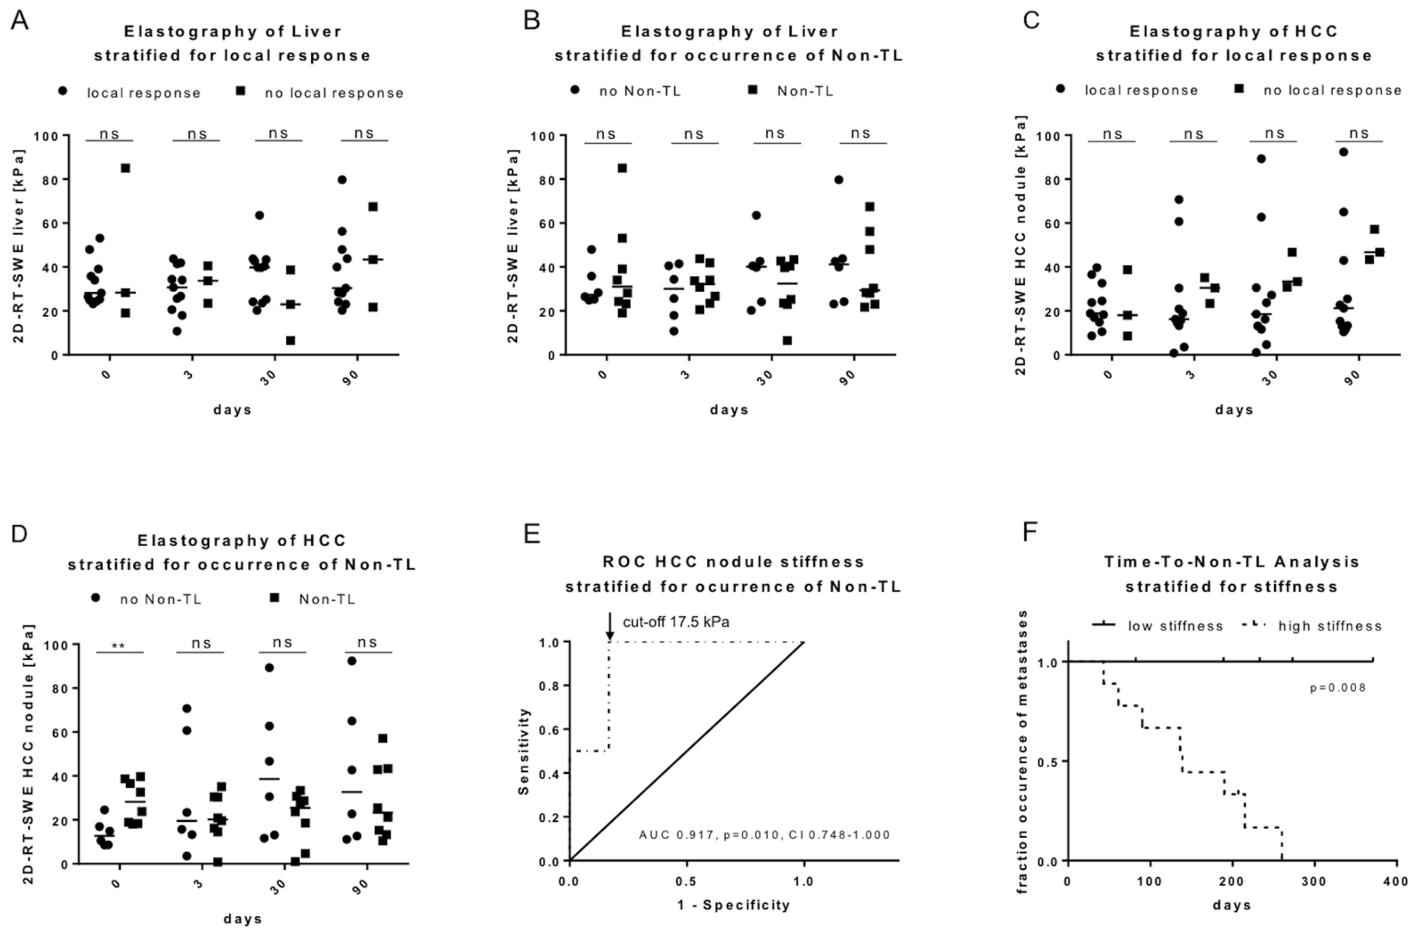 A
Elastography of Liver
stratified for local response
local response
no local response
ns
ns
ns
ns
100
80
60
40
20
0
2D-RT-SWE liver [kPa]
0
3
30
90
days
B
Elastography of Liver
stratified for occurrence of Non-TL
no Non-TL
Non-TL
ns
ns
ns
ns
100
80
60
40
20
0
2D-RT-SWE liver [kPa]
0
3
30
90
days
C
Elastography of HCC
stratified for local response
local response
no local response
ns
ns
ns
ns
100
80
60
40
20
0
2D-RT-SWE HCC nodule [kPa]
0
3
30
90
days
D
Elastography of HCC
stratified for occurrence of Non-TL
no Non-TL
Non-TL
**
ns
ns
ns
100
80
60
40
20
0
2D-RT-SWE HCC nodule [kPa]
0
3
30
90
days
E
ROC HCC nodule stiffness
stratified for ocurrence of Non-TL
cut-off 17.5 kPa
1.0
0.8
0.6
0.4
0.2
0.0
Sensitivity
AUC 0.917, p=0.010, CI 0.748-1.000
0.0
0.5
1.0
1 - Specificity
F
Time-To-Non-TL Analysis
stratified for stiffness
low stiffness
high stiffness
p=0.008
1.0
0.5
0.0
fraction occurence of metastases
0
100
200
300
400
days